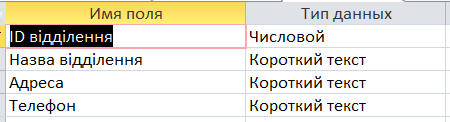 Имя поля Тип данных
ID відділення Числовой
Назва відділення Короткий текст
Адреса Короткий текст
Телефон Короткий текст